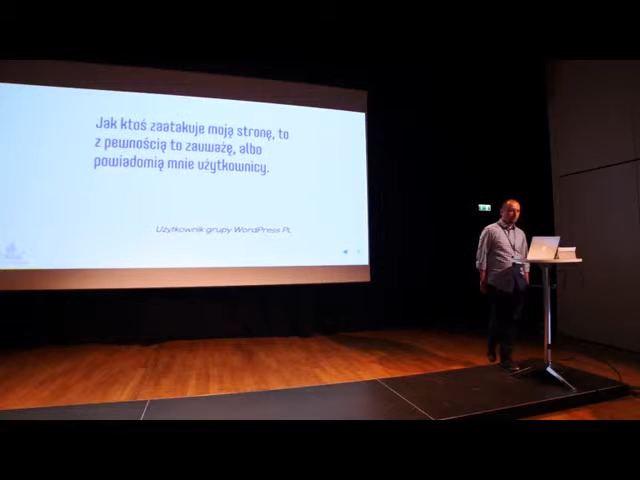 Jak ktoś zaatakuje moją stronę, to
z pewnością to zauważę, albo
powiadomią mnie użytkownicy.
Użytkownik grupy WordPress PL